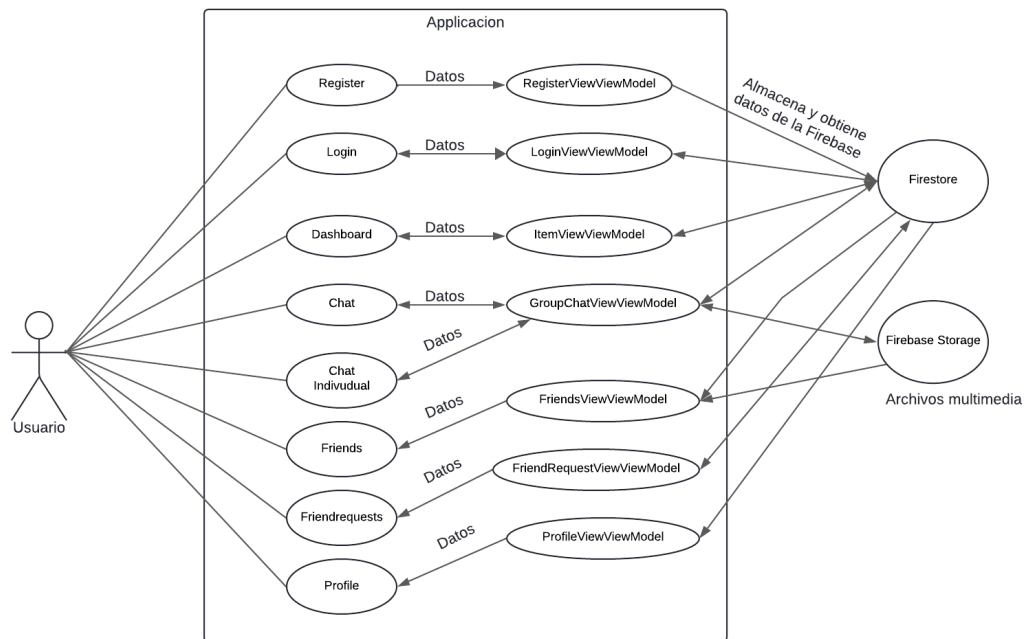 Applicacion
Register
Datos
RegisterViewViewModel
Almacena y obtiene
datos de la Firebase
Login
Datos
LoginViewViewModel
Firestore
Dashboard
Datos
ItemViewViewModel
Chat
Datos
GroupChatViewViewModel
Datos
Chat
Indivudual
Firebase Storage
Archivos multimedia
Usuario
Datos
FriendsViewViewModel
Friends
Datos
FriendRequestViewViewModel
Friendrequests
Datos
ProfileViewViewModel
Profile